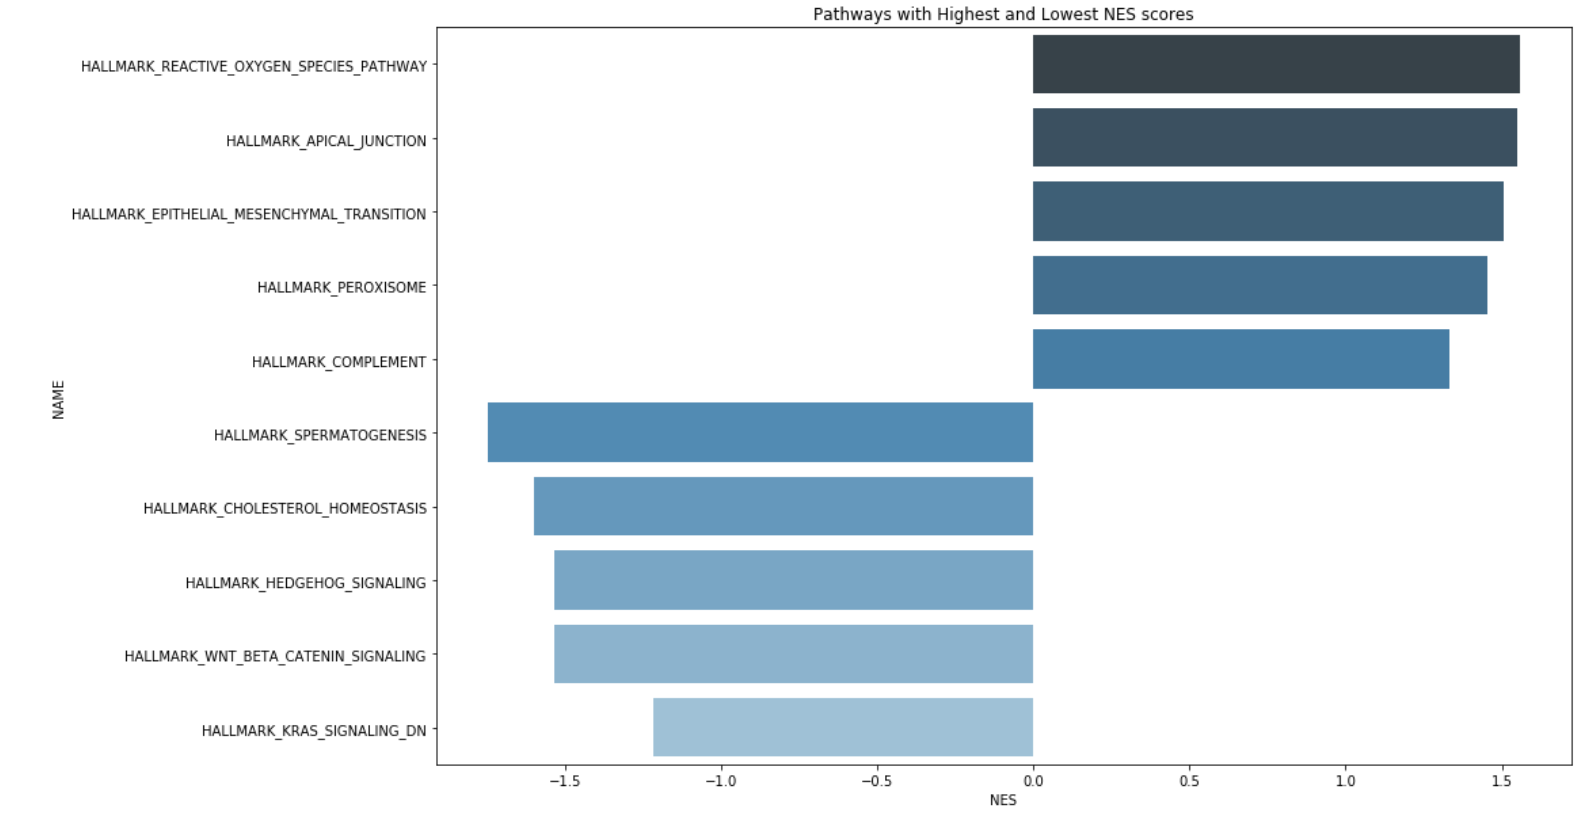 Pathways with Highest and Lowest NES scores
HALLMARK_REACTIVE_OXYGEN_SPECIES_PATHWAY
HALLMARK_APICAL_JUNCTION
HALLMARK_EPITHELIAL_MESENCHYMAL_TRANSITION
HALLMARK_PEROXISOME
HALLMARK_COMPLEMENT
NAME
HALLMARK_SPERMATOGENESIS
HALLMARK_CHOLESTEROL_HOMEOSTASIS
HALLMARK_HEDGEHOG_SIGNALING
HALLMARK_WNT_BETA_CATENIN_SIGNALING
HALLMARK_KRAS_SIGNALING_DN
−1.5 −1.0 −0.5 0.0 0.5 1.0 1.5
NES